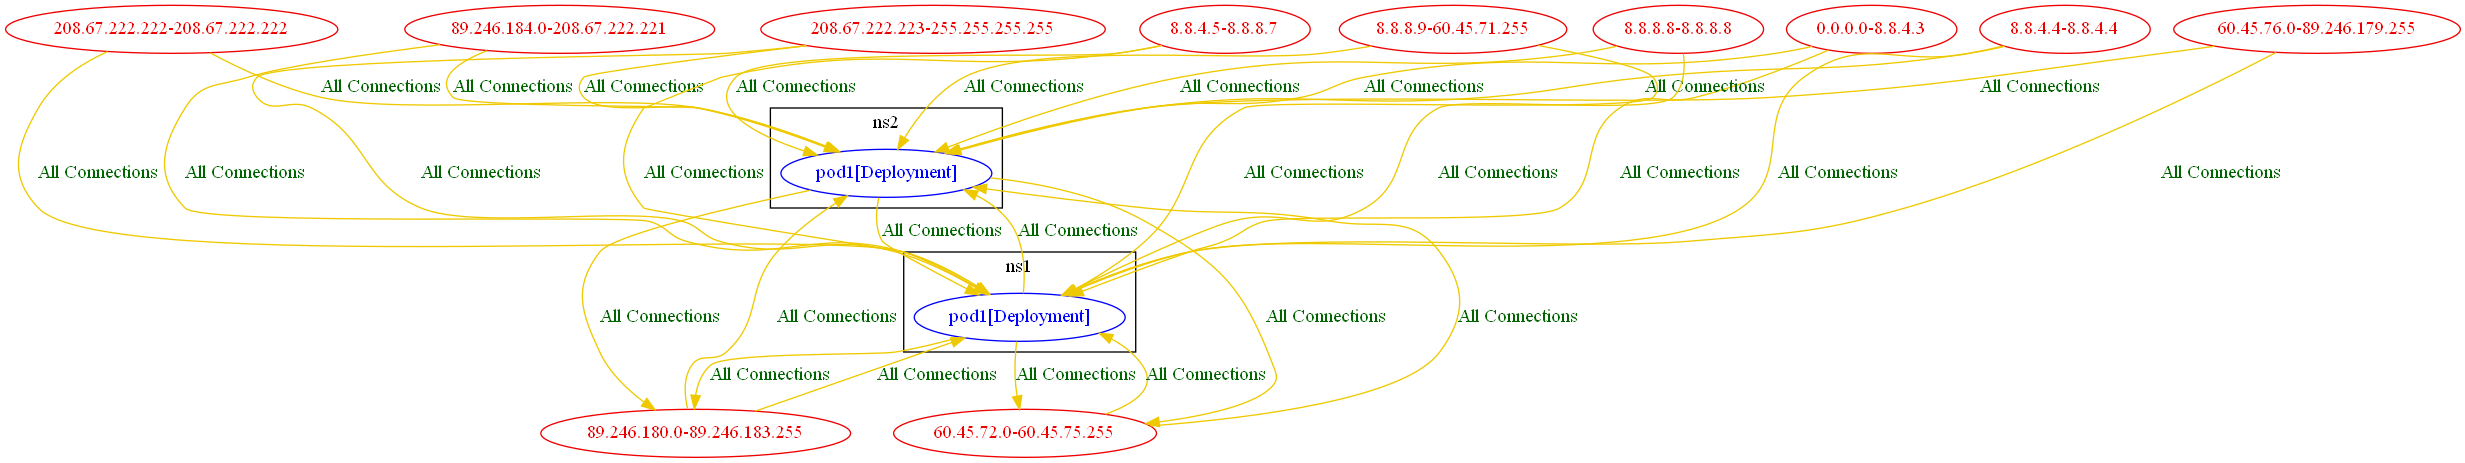 208.67.222.222-208.67.222.222
89.246.184.0-208.67.222.221
208.67.222.223-255.255.255.255
8.8.4.5-8.8.8.7
8.8.8.9-60.45.71.255
8.8.8.8-8.8.8.8
0.0.0.0-8.8.4.3
8.8.4.4-8.8.4.4
60.45.76.0-89.246.179.255
All Connections
All Connections
All Connections
All Connections
All Connections
All Connections
All Connections
All Connections
All Connections
ns2
All Connections
All Connections
All Connections
All Connections
pod1[Deployment]
All Connections
All Connections
All Connections
All Connections
All Connections
All Connections
All Connections
ns1
All Connections
All Connections
pod1[Deployment]
All Connections
All Connections
All Connections
All Connections
All Connections
All Connections
89.246.180.0-89.246.183.255
60.45.72.0-60.45.75.255